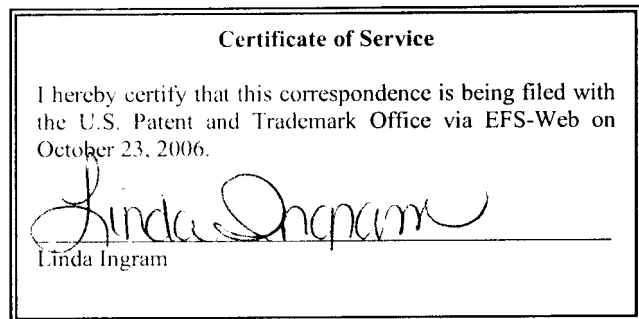 Certificate of Service
I hereby certify that this correspondence is being filed with
the U.S. Patent and Trademark Office via EFS-Web on
October 23, 2006.
Linda Ingram
Linda Ingram